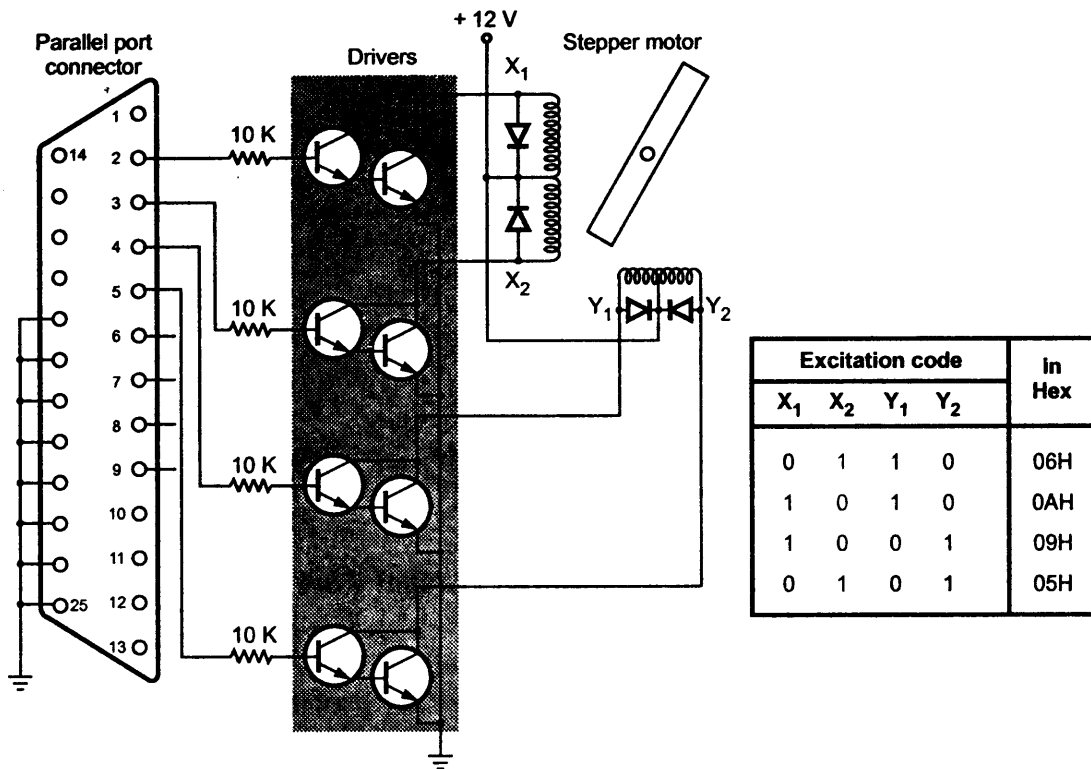 + 12 V
Parallel port
connector
Drivers
Stepper motor
X1
1
14
2
10 K
3
4
5
X2
10 K
6
Y1
Y2
7
8
9
10 K
10
11
12
25
13
10 K
Excitation code
in
Hex
X1 X2 Y1 Y2
0 1 1 0 06H
1 0 1 0 0AH
1 0 0 1 09H
0 1 0 1 05H